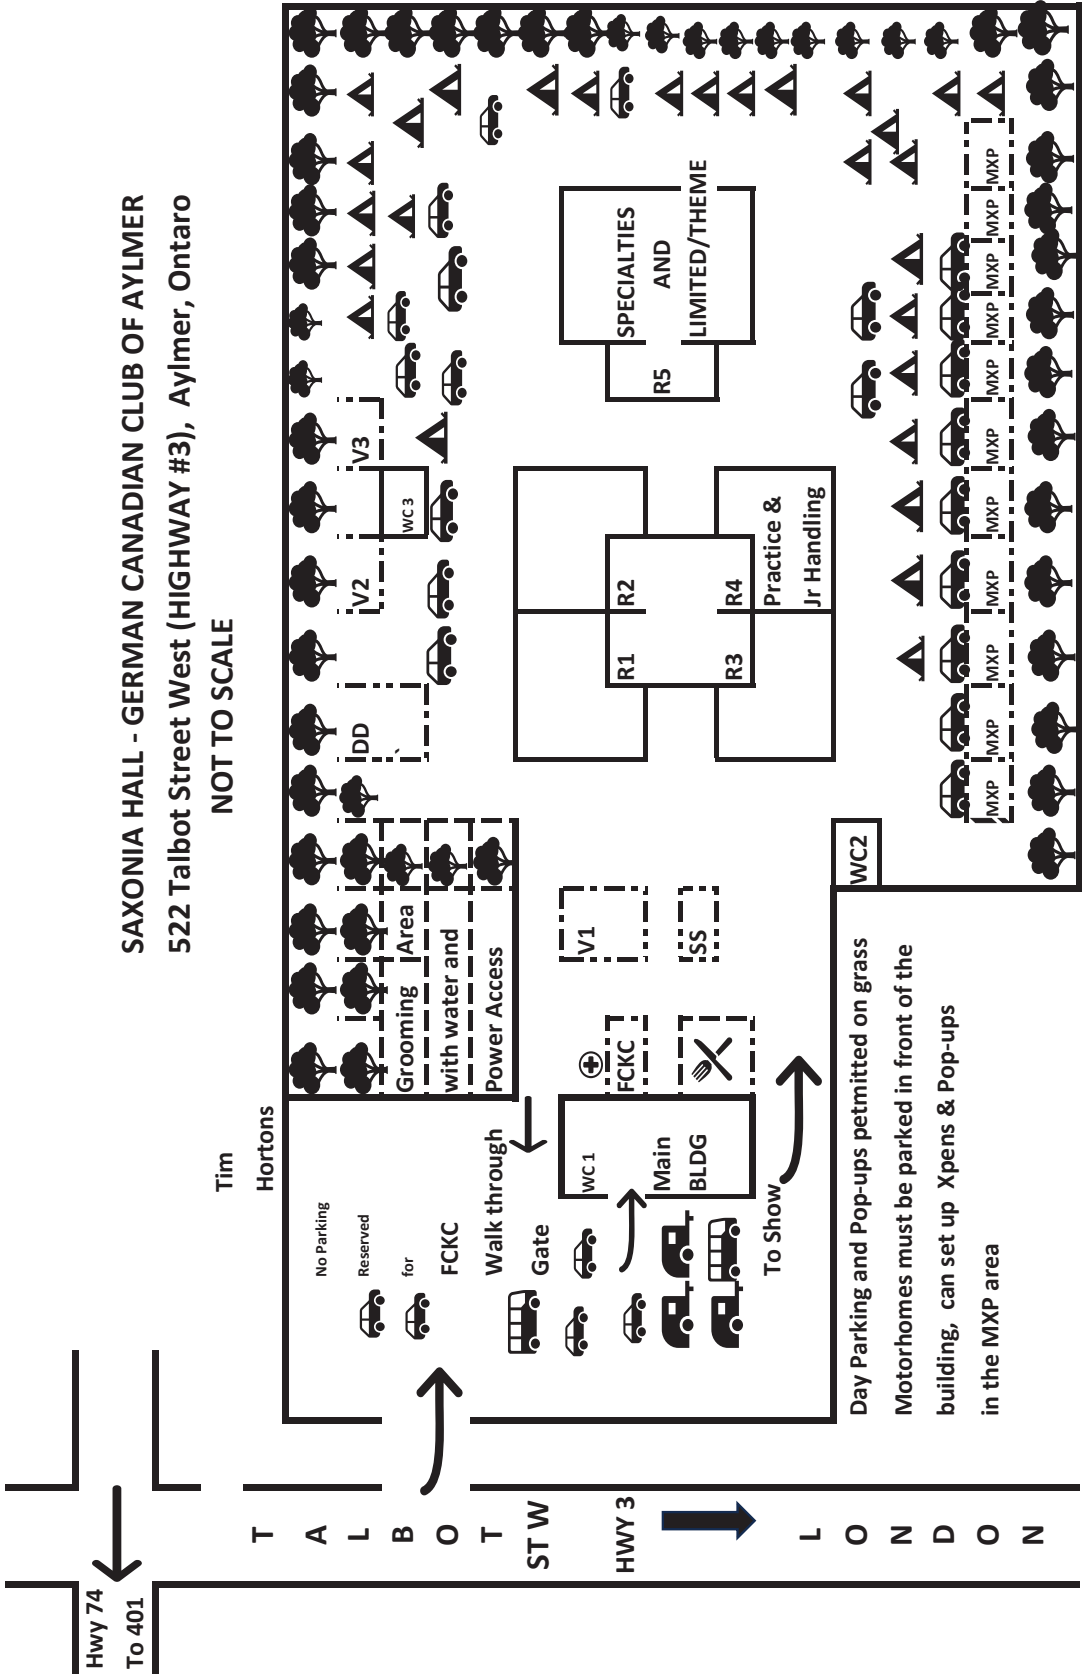 SAXONIA HALL - GERMAN CANADIAN CLUB OF AYLMER
522 Talbot Street West (HIGHWAY #3), Aylmer, Ontaro
NOT TO SCALE
Hwy 74
To 401
Tim
Hortons
TALBOT
ST W
HWY 3
LONDON
No Parking
Reserved
for
FCKC
Walk through
Gate
Grooming Area
with water and
Power Access
WC 1
Main
BLDG
To Show
FCKC
V1
SS
DD
`
V2
WC 3
V3
R1
R2
R3
R4
Practice &
Jr Handling
R5
SPECIALTIES
AND
LIMITED/THEME
WC2
MXP
MXP
MXP
MXP
MXP
MXP
MXP
MXP
MXP
MXP
MXP
Day Parking and Pop-ups petmitted on grass
Motorhomes must be parked in front of the
building, can set up Xpens & Pop-ups
in the MXP area